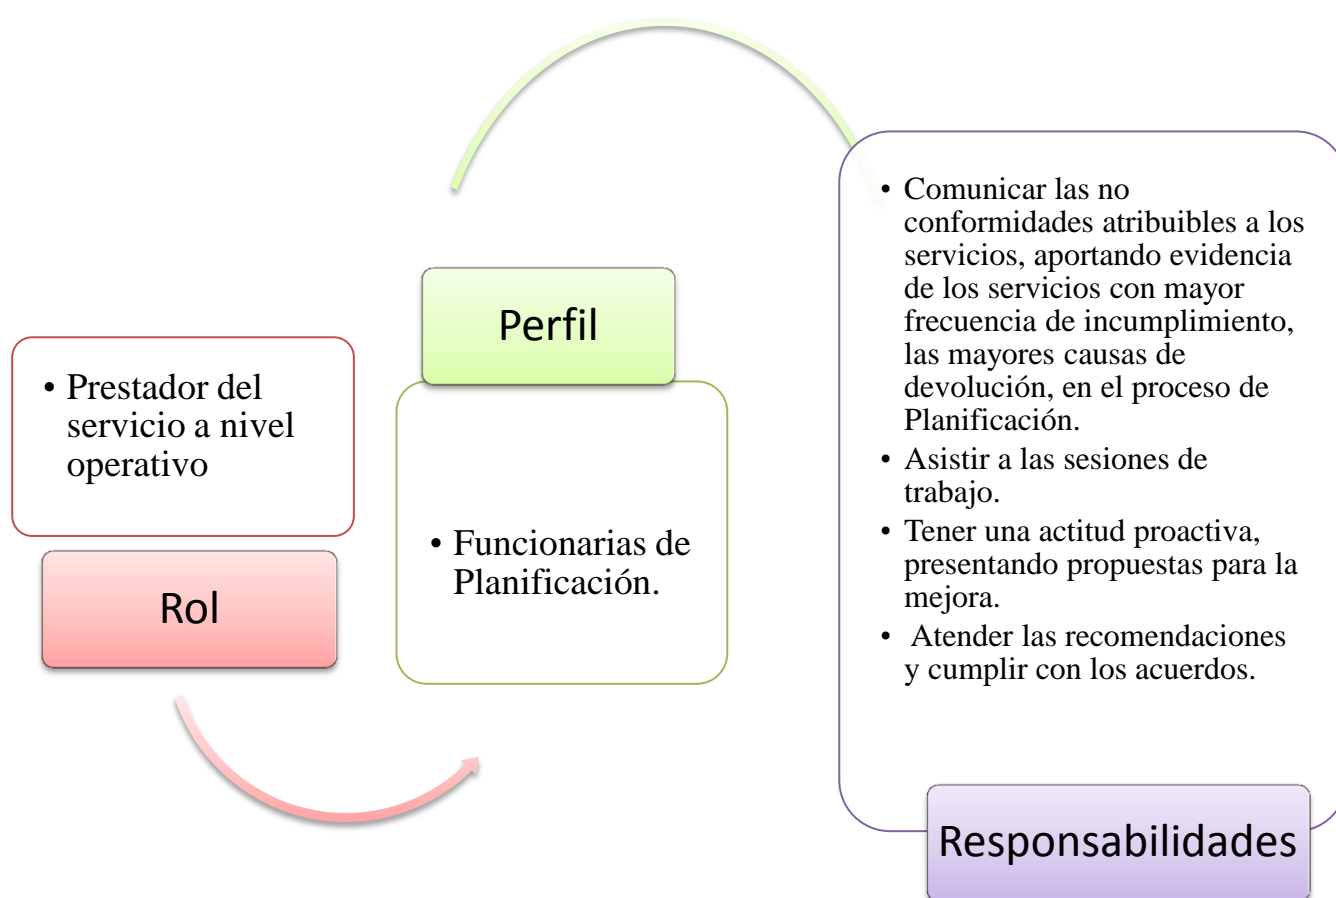 • Prestador del
servicio a nivel
operativo
Rol
Perfil
• Funcionarias de
Planificación.
• Comunicar las no
conformidades atribuibles a los
servicios, aportando evidencia
de los servicios con mayor
frecuencia de incumplimiento,
las mayores causas de
devolución, en el proceso de
Planificación.
• Asistir a las sesiones de
trabajo.
• Tener una actitud proactiva,
presentando propuestas para la
mejora.
• Atender las recomendaciones
y cumplir con los acuerdos.
Responsabilidades